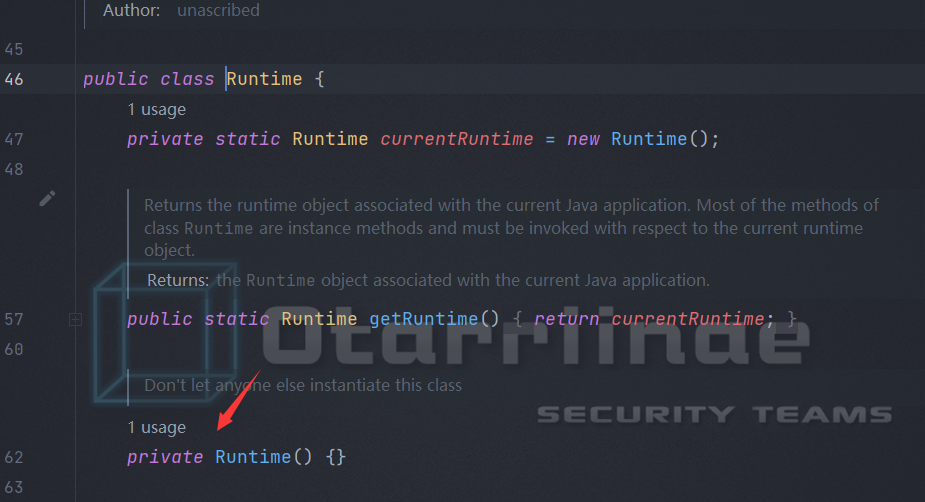 Author: unascribed
45
46 public class Runtime {
1 usage
47 private static Runtime currentRuntime = new Runtime();
48
Returns the runtime object associated with the current Java application. Most of the methods of
class Runtime are instance methods and must be invoked with respect to the current runtime
object.
Returns: the Runtime object associated with the current Java application.
57 public static Runtime getRuntime() { return currentRuntime; }
Otarriinae
60
Don't let anyone else instantiate this class
SECURITY TEAMS
1 usage
62 private Runtime() {}
63